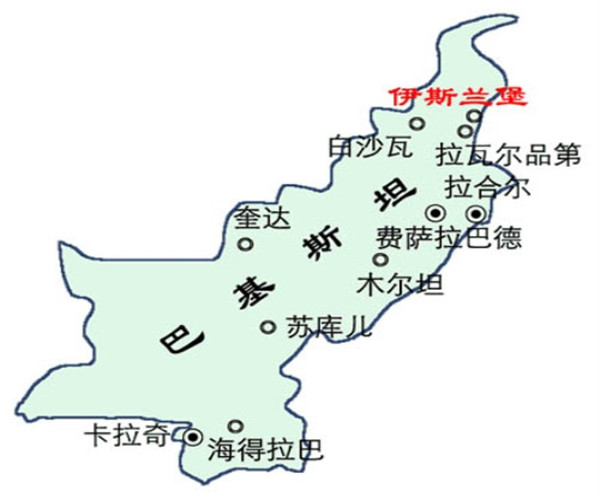 伊斯兰堡
白沙瓦
拉瓦尔品第
拉合尔
费萨拉巴德
奎达
木尔坦
苏库儿
巴基斯坦
卡拉奇
海得拉巴